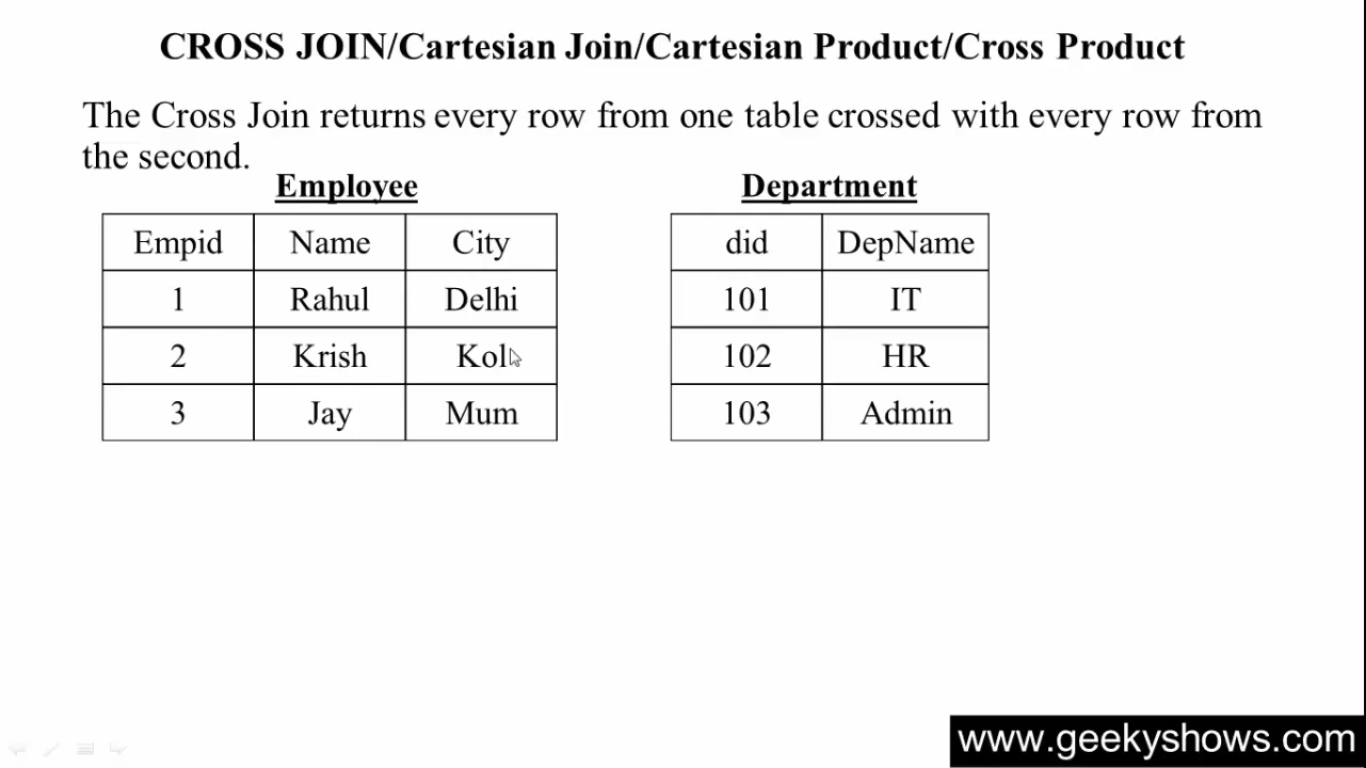 CROSS JOIN/Cartesian Join/Cartesian Product/Cross Product
The Cross Join returns every row from one table crossed with every row from
the second.
Employee
Empid Name City
1 Rahul Delhi
2 Krish Kol
3 Jay Mum
Department
did DepName
101 IT
102 HR
103 Admin
www.geekyshows.com